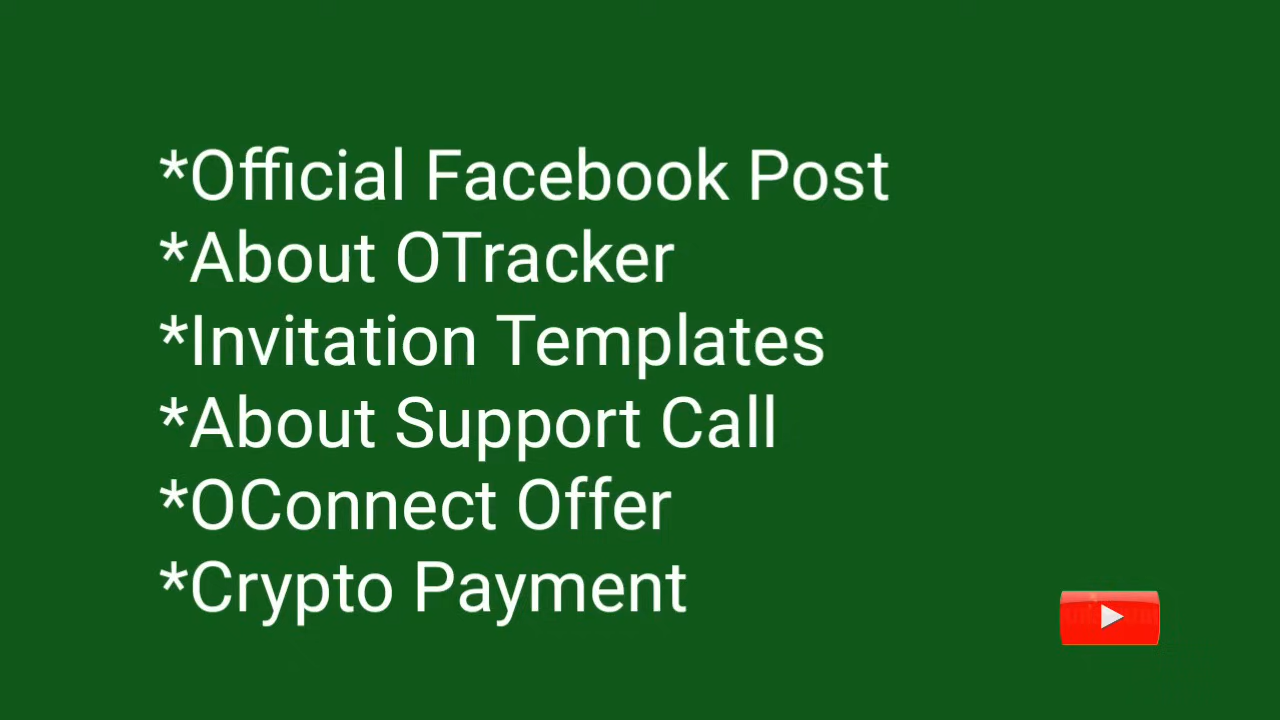 *Official Facebook Post
*About OTracker
*Invitation Templates
*About Support Call
*OConnect Offer
*Crypto Payment